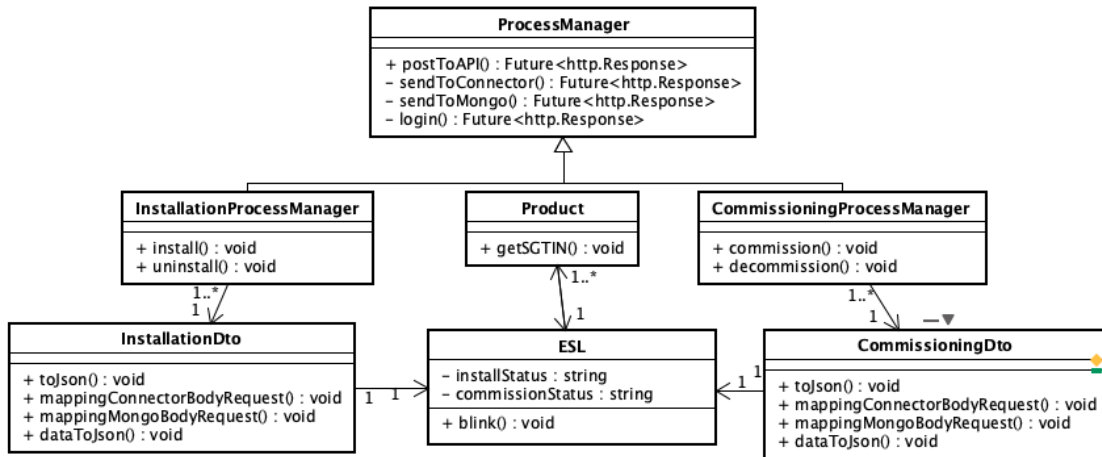 ProcessManager
+ postToAPI() : Future<http.Response>
− sendToConnector() : Future<http.Response>
− sendToMongo() : Future<http.Response>
− login() : Future<http.Response>
InstallationProcessManager
+ install() : void
+ uninstall() : void
Product
+ getSGTIN() : void
CommissioningProcessManager
+ commission() : void
+ decommission() : void
1..*
1
1..*
1
1..*
1
InstallationDto
+ toJson() : void
+ mappingConnectorBodyRequest() : void
+ mappingMongoBodyRequest() : void
+ dataToJson() : void
1 1
ESL
− installStatus : string
− commissionStatus : string
+ blink() : void
1 1
CommissioningDto
+ toJson() : void
+ mappingConnectorBodyRequest() : void
+ mappingMongoBodyRequest() : void
+ dataToJson() : void